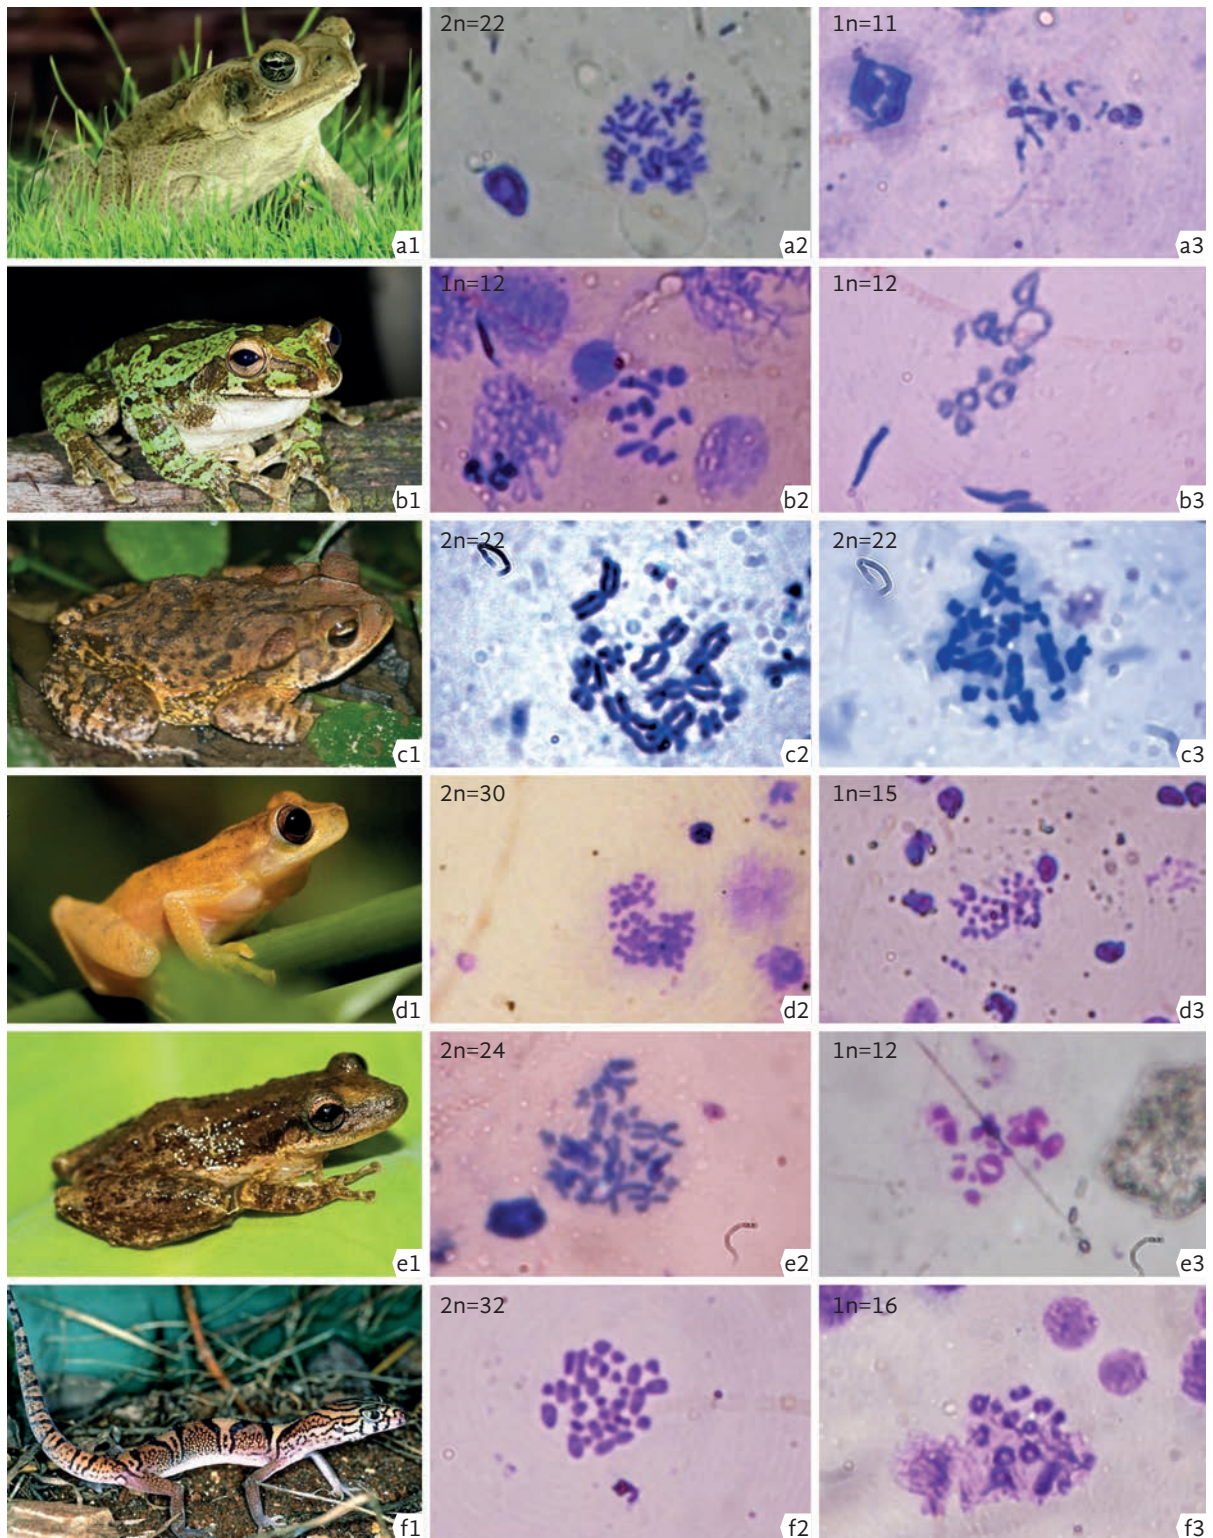 2n=22
1n=11
a1
a2
a3
1n=12
1n=12
b1
b2
b3
2n=22
2n=22
c1
c2
c3
2n=30
1n=15
d1
d2
d3
2n=24
1n=12
e1
e2
e3
2n=32
1n=16
f1
f2
f3